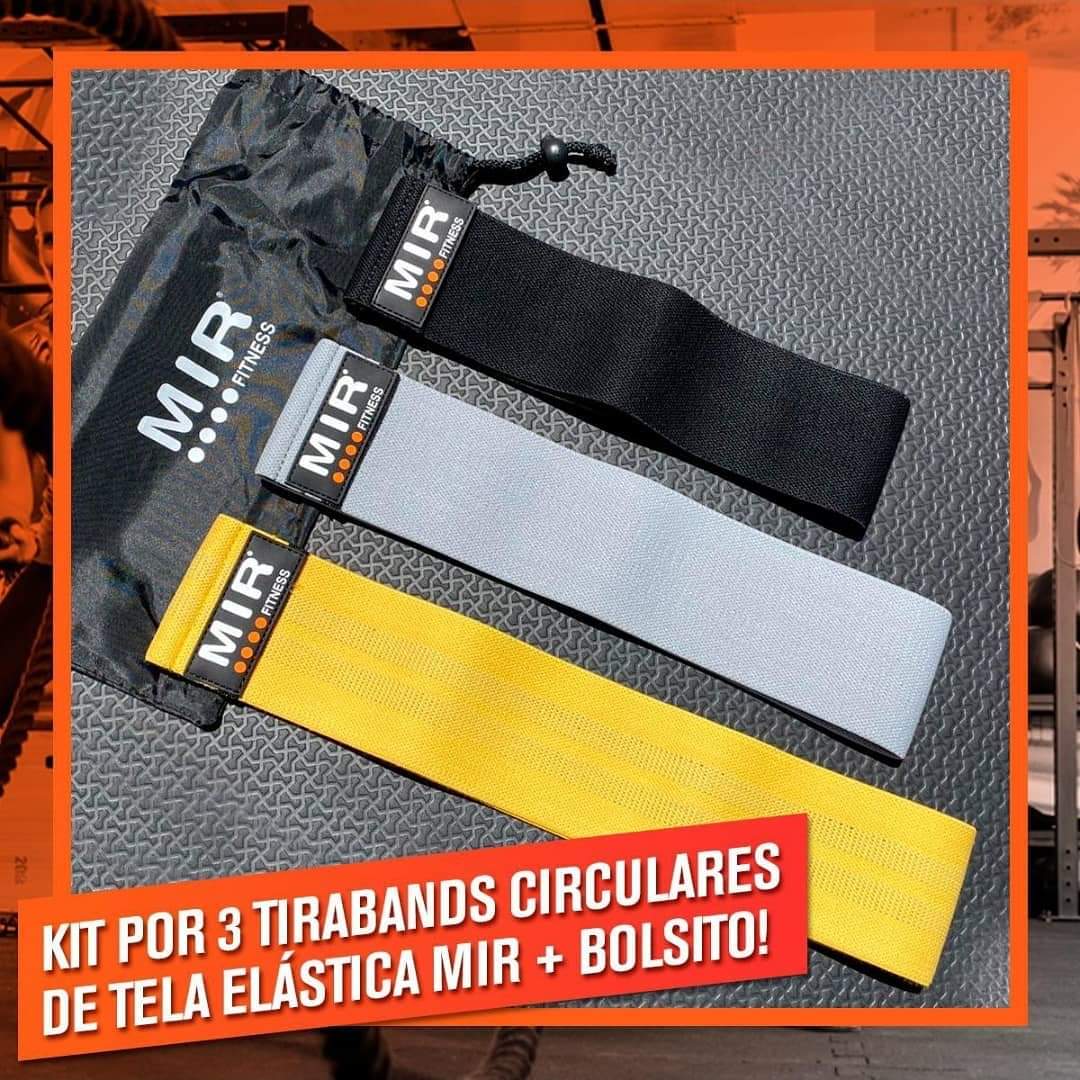 MIR
FITNESS
MIR
FITNESS
MIR
FITNESS
MIR
FITNESS
KIT POR 3 TIRABANDS CIRCULARES
DE TELA ELÁSTICA MIR + BOLSITO!